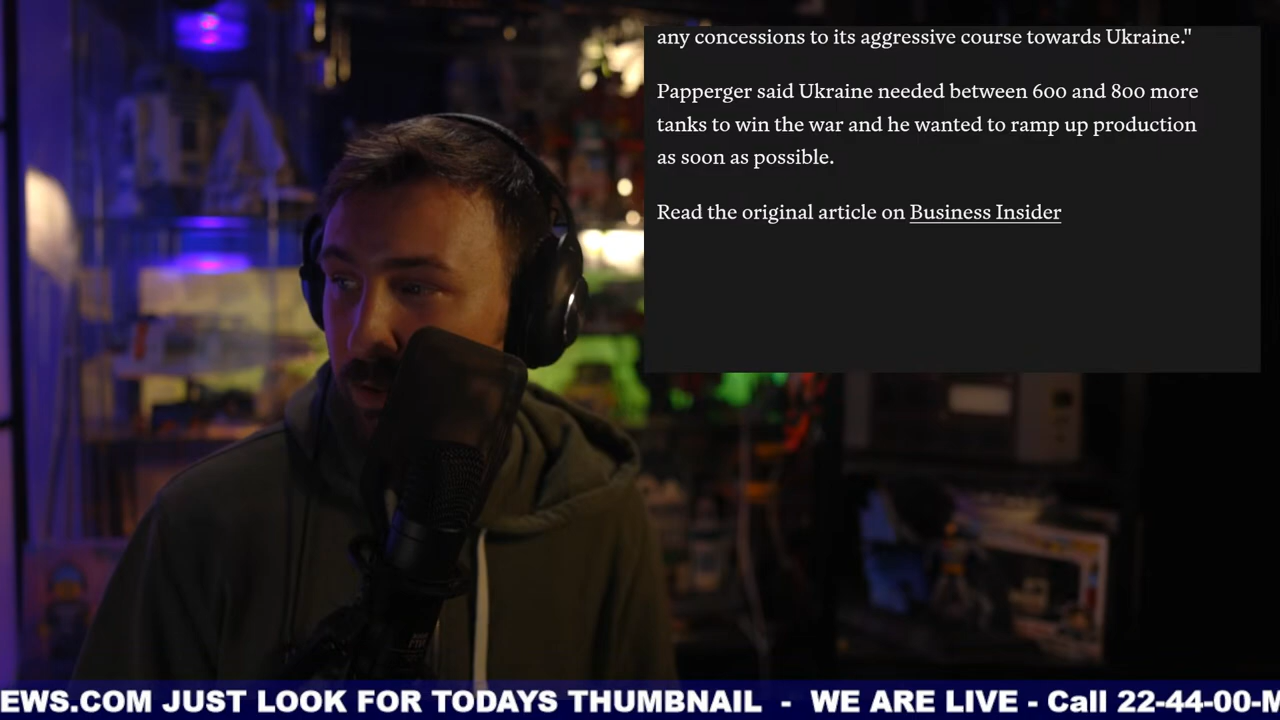 any concessions to its aggressive course towards Ukraine."
Papperger said Ukraine needed between 600 and 800 more
tanks to win the war and he wanted to ramp up production
as soon as possible.
Read the original article on Business Insider
EWS.COM JUST LOOK FOR TODAYS THUMBNAIL - WE ARE LIVE - Call 22-44-00-M